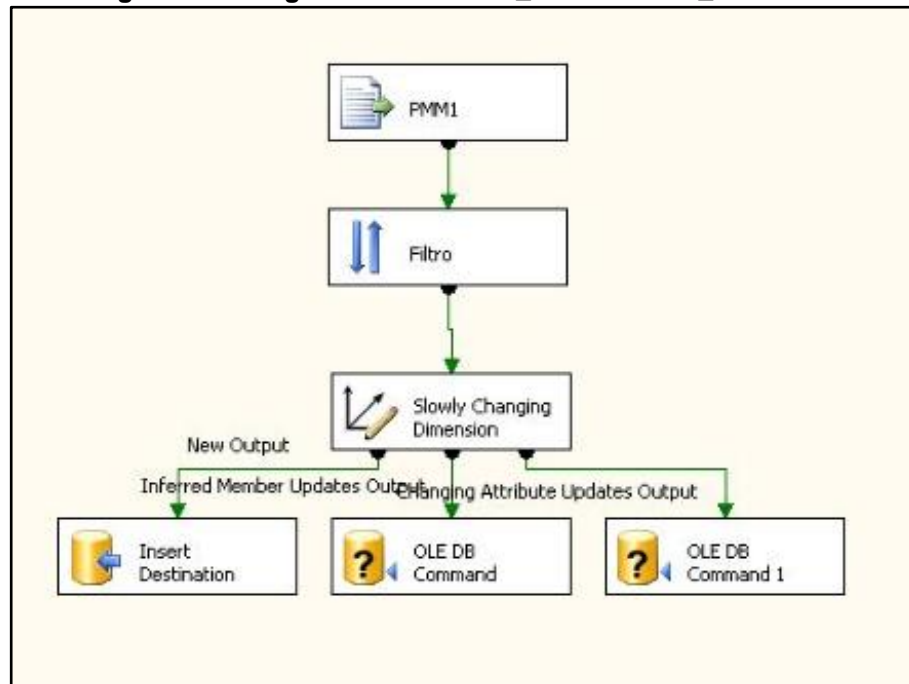 PMM1
Filtro
Slowly Changing
Dimension
New Output
Inferred Member Updates Output
Changing Attribute Updates Output
Insert
Destination
OLE DB
Command
OLE DB
Command 1